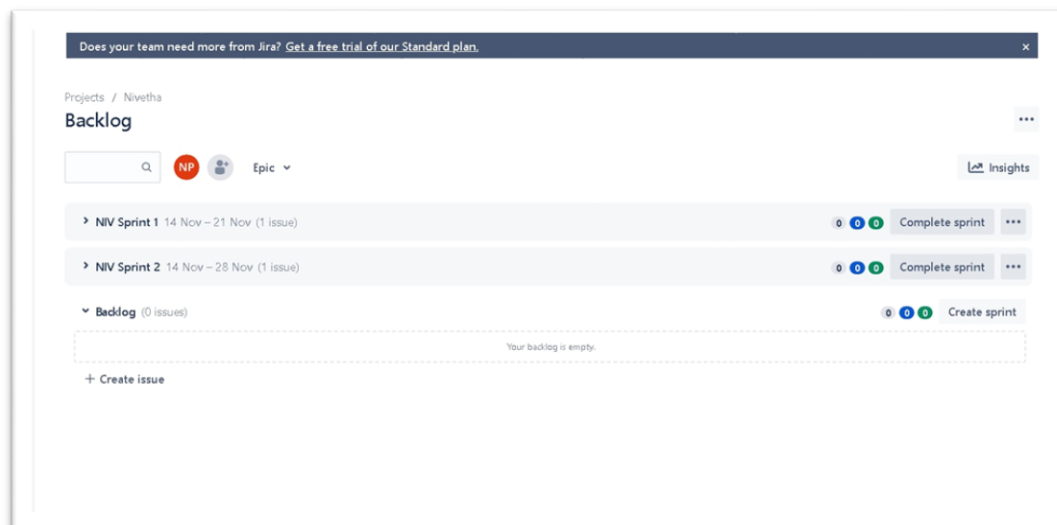 Does your team need more from Jira? Get a free trial of our Standard plan. ×
Projects / Nivetha
Backlog
NP Epic Insights
NIV Sprint 1 14 Nov – 21 Nov (1 issue) 0 0 0 Complete sprint
NIV Sprint 2 14 Nov – 28 Nov (1 issue) 0 0 0 Complete sprint
Backlog (0 issues) 0 0 0 Create sprint
Your backlog is empty.
+ Create issue